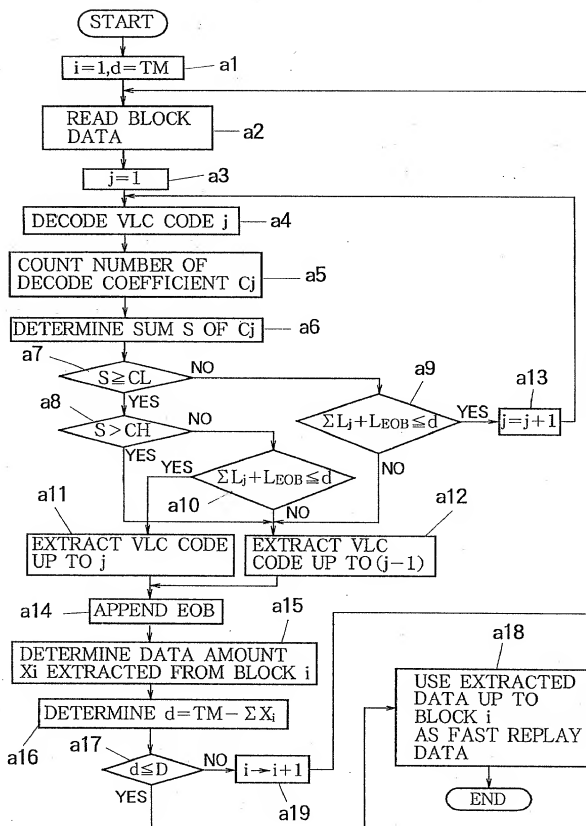 START
i=1,d=TM
a1
READ BLOCK
DATA
a2
j=1
a3
DECODE VLC CODE j
a4
COUNT NUMBER OF
DECODE COEFFICIENT Cj
a5
DETERMINE SUM S OF Cj
a6
a7
S≧CL
NO
YES
a8
S>CH
NO
YES
a9
ΣLj+LEOB≦d
YES
NO
a13
j=j+1
YES
ΣLj+LEOB≦d
a10
NO
a11
EXTRACT VLC CODE
UP TO j
a12
EXTRACT VLC
CODE UP TO (j-1)
a14
APPEND EOB
a15
DETERMINE DATA AMOUNT
Xi EXTRACTED FROM BLOCK i
DETERMINE d=TM-ΣXi
a16
a17
d≦D
NO
YES
i→i+1
a19
a18
USE EXTRACTED
DATA UP TO
BLOCK i
AS FAST REPLAY
DATA
END